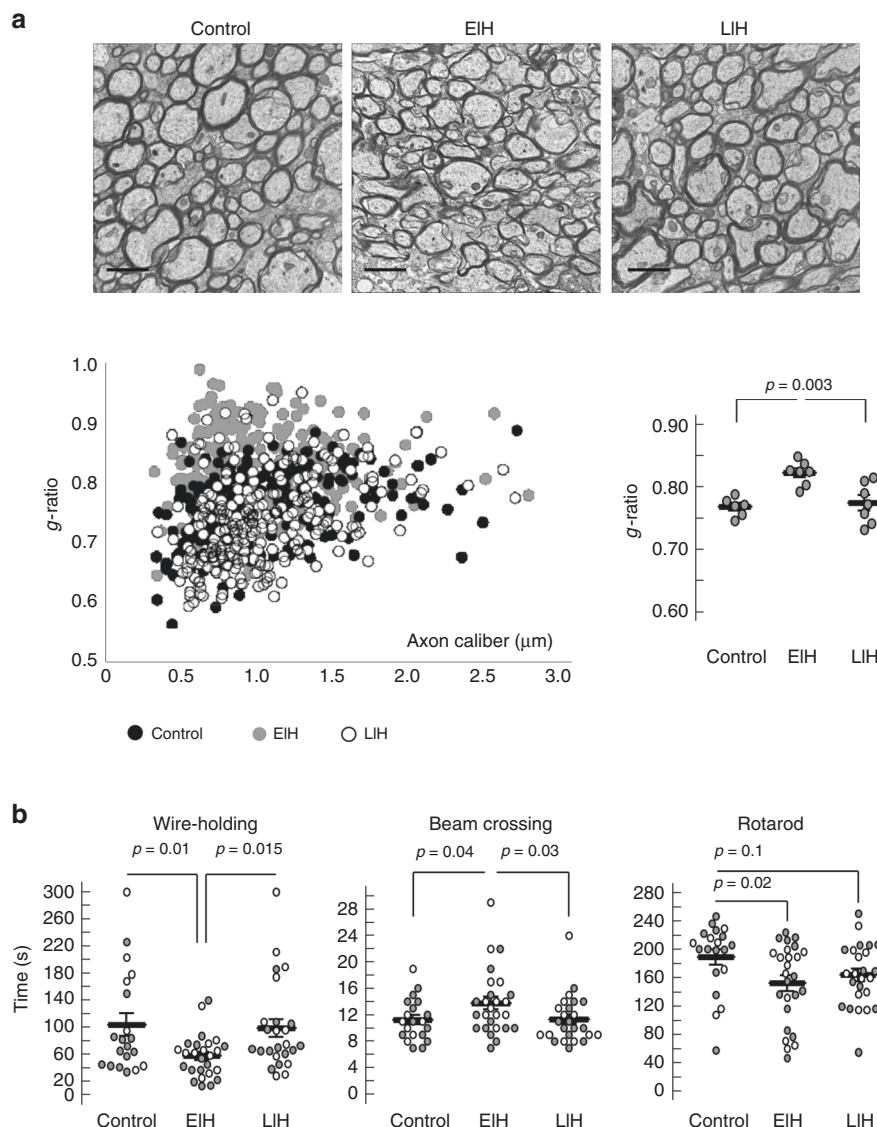 a
Control EIH LIH
1.0
0.9
0.8
0.7
0.6
0.5
g-ratio
Axon caliber (μm)
0 0.5 1.0 1.5 2.0 2.5 3.0
Control EIH LIH
p = 0.003
0.90
0.80
0.70
0.60
g-ratio
Control EIH LIH
b
Wire-holding
p = 0.01 p = 0.015
300
260
220
180
140
100
60
20
0
Time (s)
Control EIH LIH
Beam crossing
p = 0.04 p = 0.03
28
24
20
16
12
8
4
0
Control EIH LIH
Rotarod
p = 0.1
p = 0.02
280
240
200
160
120
80
40
0
Control EIH LIH